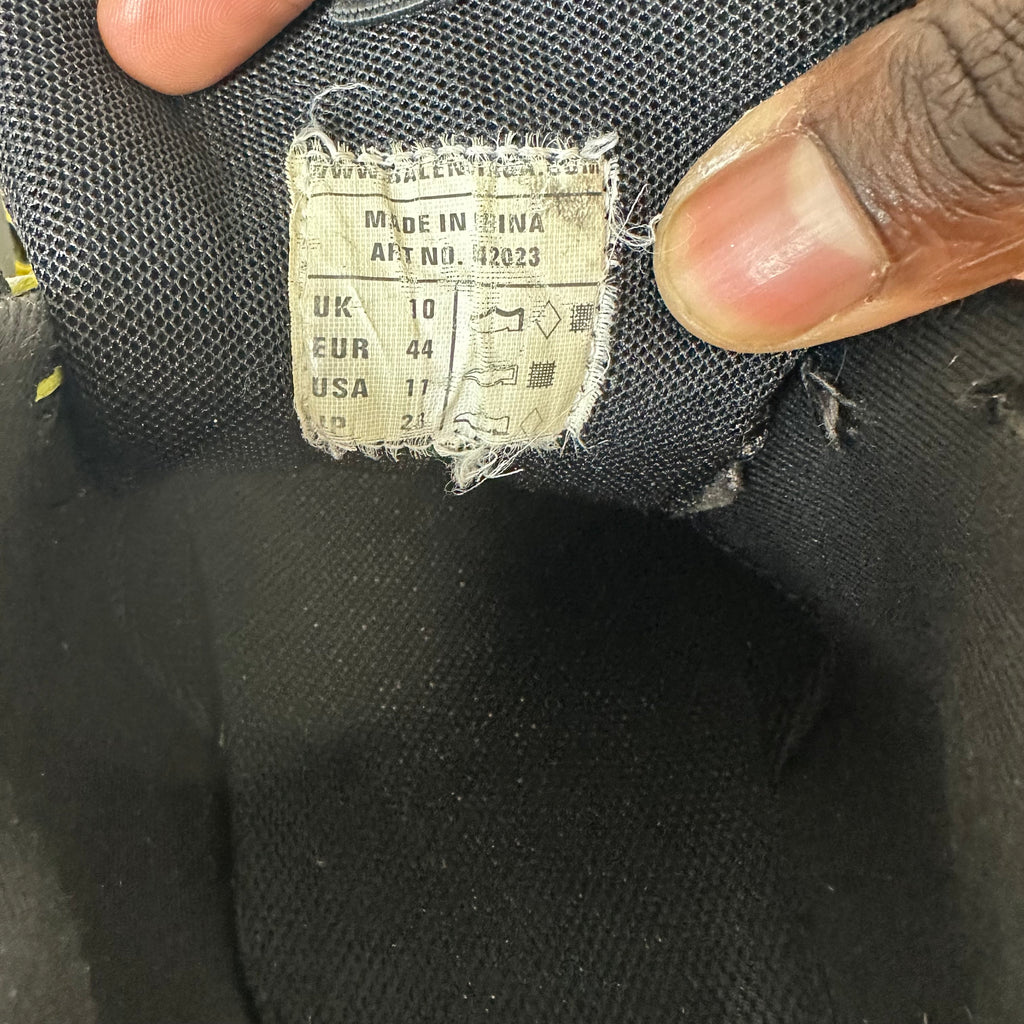 MADE IN CHINA
ART NO. 42023
UK 10
EUR 44
USA 11